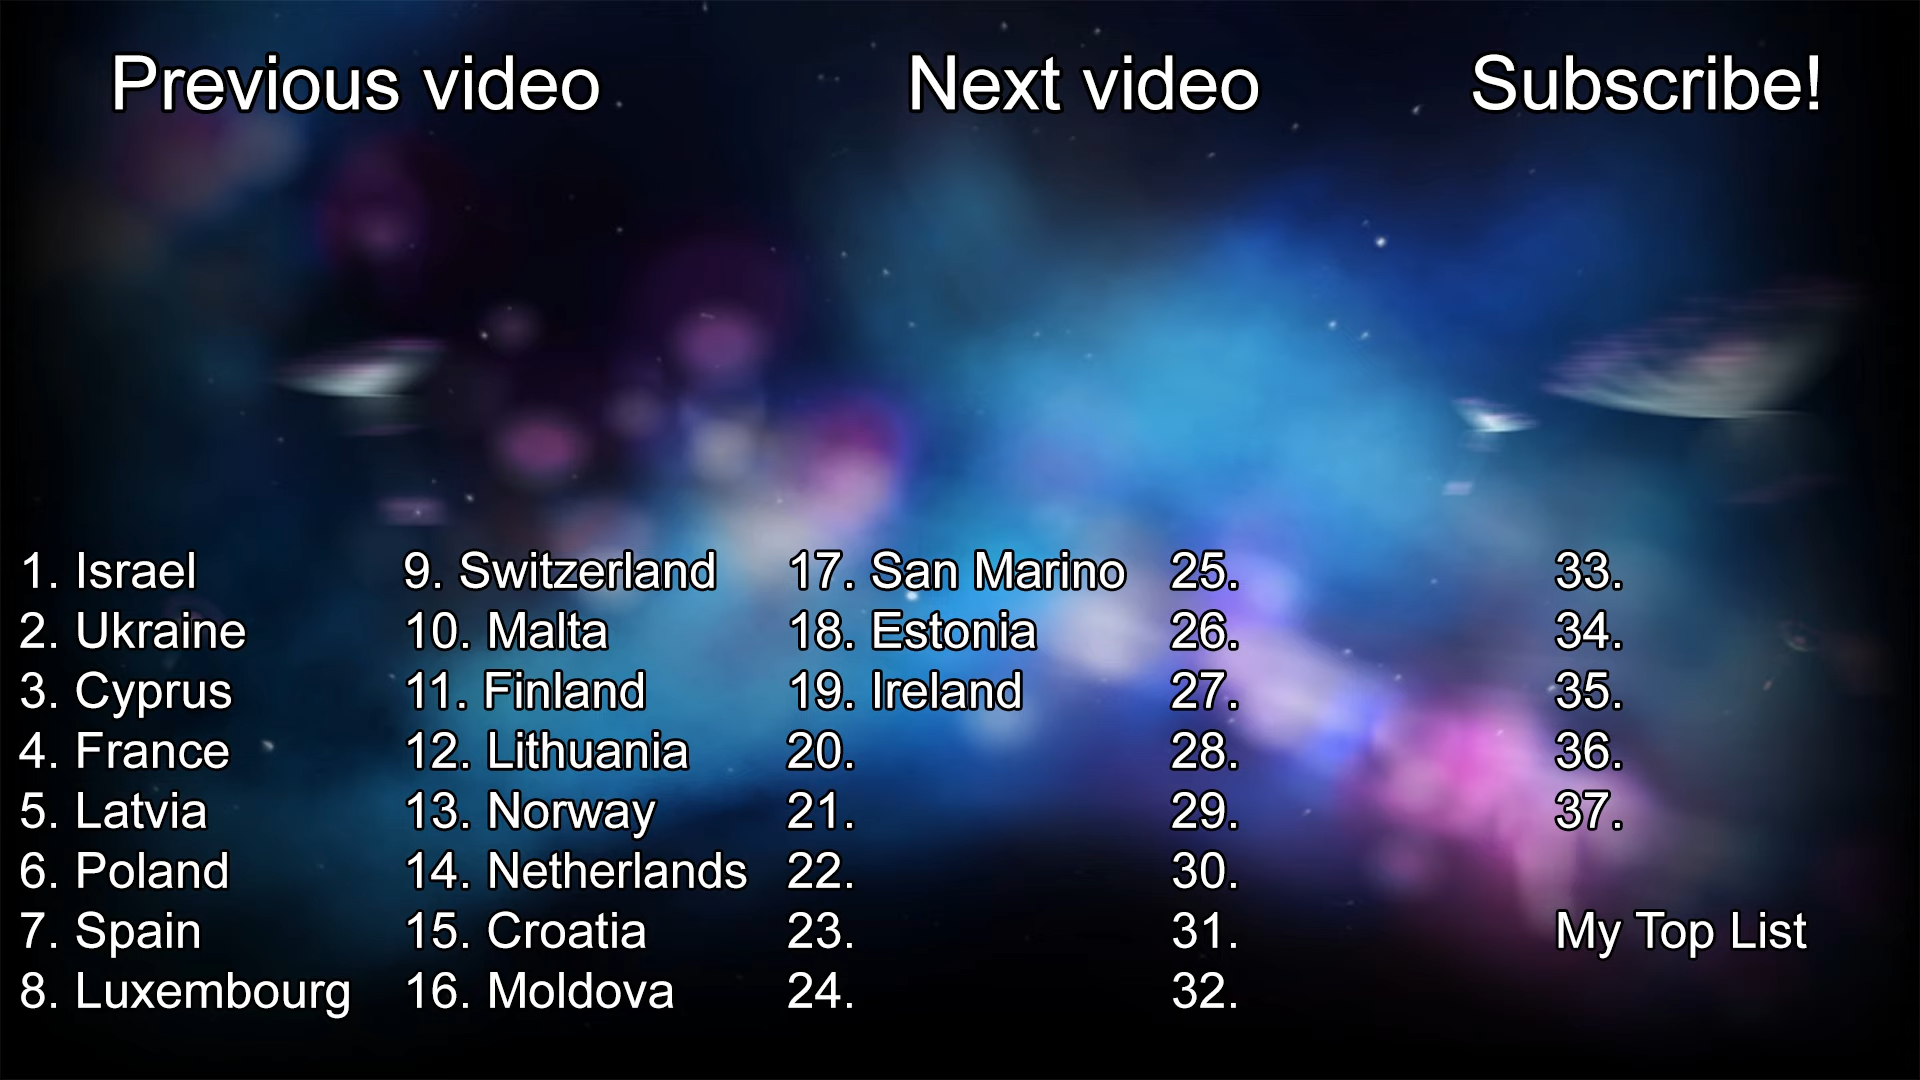 Previous video
Next video
Subscribe!
1. Israel
2. Ukraine
3. Cyprus
4. France
5. Latvia
6. Poland
7. Spain
8. Luxembourg
9. Switzerland
10. Malta
11. Finland
12. Lithuania
13. Norway
14. Netherlands
15. Croatia
16. Moldova
17. San Marino
18. Estonia
19. Ireland
20.
21.
22.
23.
24.
25.
26.
27.
28.
29.
30.
31.
32.
33.
34.
35.
36.
37.
My Top List